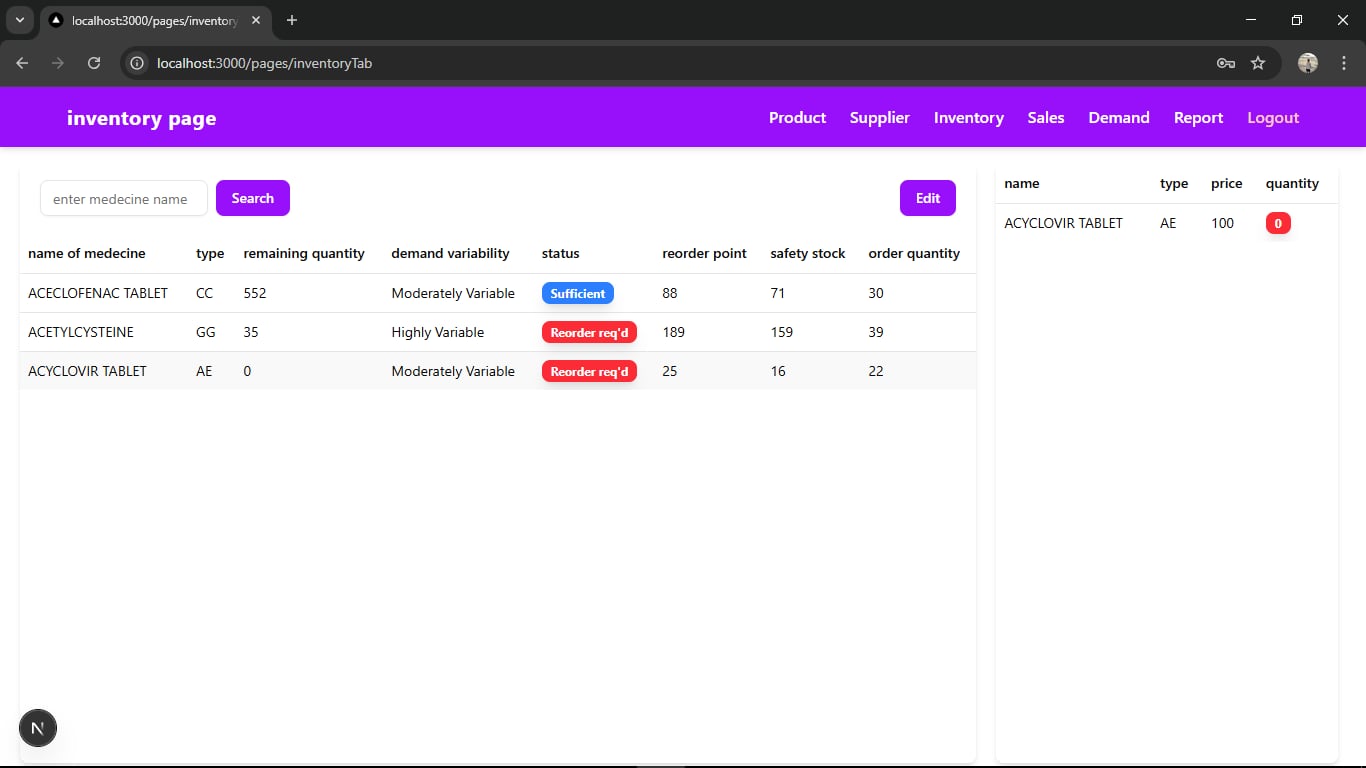 localhost:3000/pages/inventory
localhost:3000/pages/inventoryTab
inventory page Product Supplier Inventory Sales Demand Report Logout
enter medecine name Search Edit
name of medecine type remaining quantity demand variability status reorder point safety stock order quantity
ACECLOFENAC TABLET CC 552 Moderately Variable Sufficient 88 71 30
ACETYLCYSTEINE GG 35 Highly Variable Reorder req'd 189 159 39
ACYCLOVIR TABLET AE 0 Moderately Variable Reorder req'd 25 16 22
name type price quantity
ACYCLOVIR TABLET AE 100 0
N